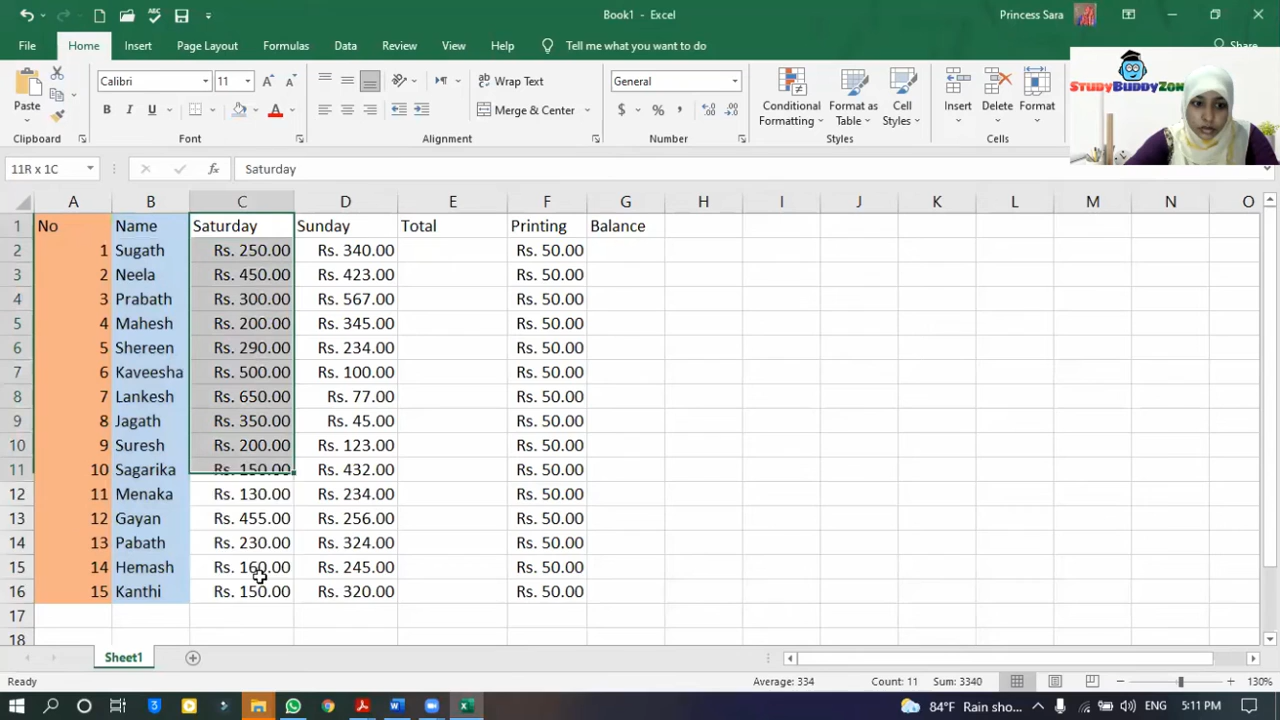 Book1 - Excel
Princess Sara
File Home Insert Page Layout Formulas Data Review View Help Tell me what you want to do Share
STUDYBUDDYZON
Calibri 11 Wrap Text General
Paste B I U Merge & Center $ % , Conditional Formatting Format as Table Cell Styles Insert Delete Format
Clipboard Font Alignment Number Styles Cells
11R x 1C fx Saturday
A B C D E F G H I J K L M N O
1 No Name Saturday Sunday Total Printing Balance
2 1 Sugath Rs. 250.00 Rs. 340.00 Rs. 50.00
3 2 Neela Rs. 450.00 Rs. 423.00 Rs. 50.00
4 3 Prabath Rs. 300.00 Rs. 567.00 Rs. 50.00
5 4 Mahesh Rs. 200.00 Rs. 345.00 Rs. 50.00
6 5 Shereen Rs. 290.00 Rs. 234.00 Rs. 50.00
7 6 Kaveesha Rs. 500.00 Rs. 100.00 Rs. 50.00
8 7 Lankesh Rs. 650.00 Rs. 77.00 Rs. 50.00
9 8 Jagath Rs. 350.00 Rs. 45.00 Rs. 50.00
10 9 Suresh Rs. 200.00 Rs. 123.00 Rs. 50.00
11 10 Sagarika Rs. 150.00 Rs. 432.00 Rs. 50.00
12 11 Menaka Rs. 130.00 Rs. 234.00 Rs. 50.00
13 12 Gayan Rs. 455.00 Rs. 256.00 Rs. 50.00
14 13 Pabath Rs. 230.00 Rs. 324.00 Rs. 50.00
15 14 Hemash Rs. 160.00 Rs. 245.00 Rs. 50.00
16 15 Kanthi Rs. 150.00 Rs. 320.00 Rs. 50.00
17
18
Sheet1
Ready Average: 334 Count: 11 Sum: 3340 130%
84°F Rain sho... 5:11 PM